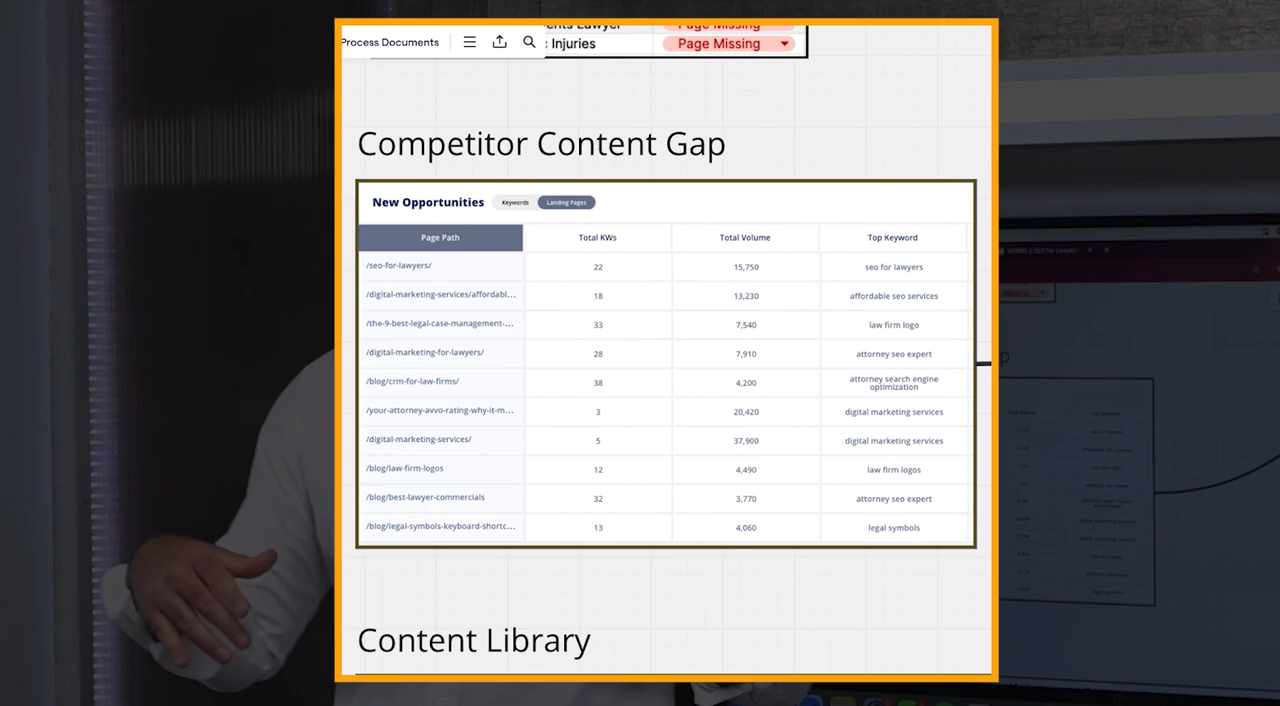 Lawyer Page Missing
Process Documents
Injuries Page Missing
Competitor Content Gap
New Opportunities Keywords Landing Pages
Page Path Total KWs Total Volume Top Keyword
/seo-for-lawyers/ 22 15,750 seo for lawyers
/digital-marketing-services/affordabl... 18 13,230 affordable seo services
/the-9-best-legal-case-management-... 33 7,540 law firm logo
/digital-marketing-for-lawyers/ 28 7,910 attorney seo expert
/blog/crm-for-law-firms/ 38 4,200 attorney search engine
optimization
/your-attorney-avvo-rating-why-it-m... 3 20,420 digital marketing services
/digital-marketing-services/ 5 37,900 digital marketing services
/blog/law-firm-logos 12 4,490 law firm logos
/blog/best-lawyer-commercials 32 3,770 attorney seo expert
/blog/legal-symbols-keyboard-shortc... 13 4,060 legal symbols
Content Library